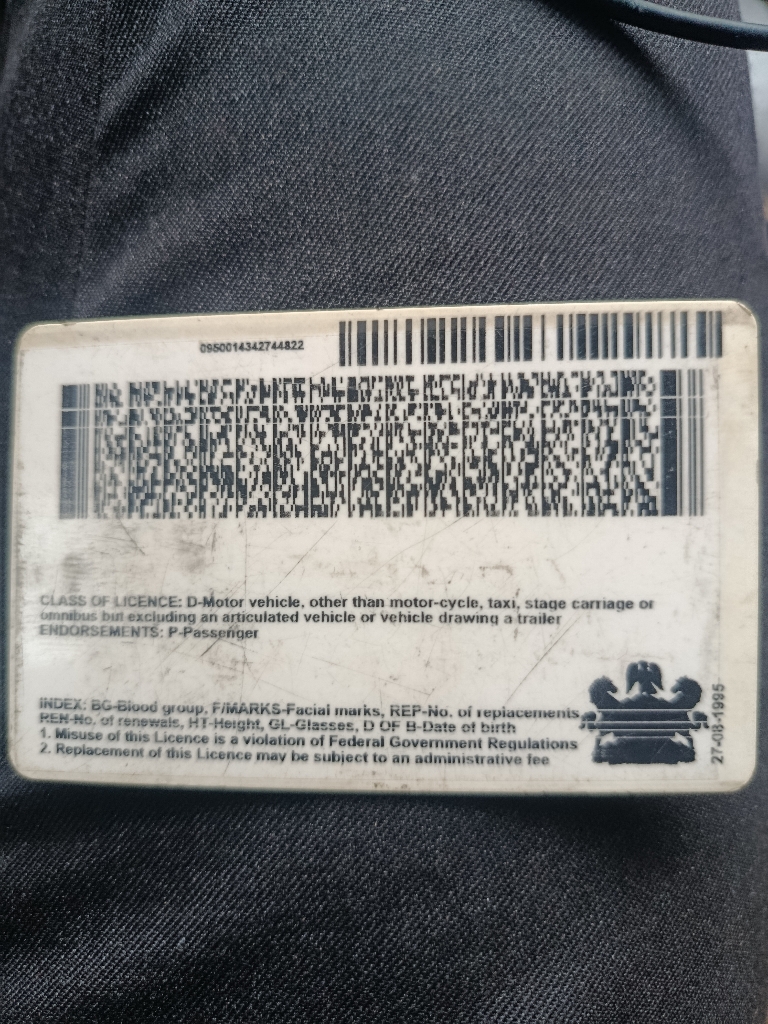 0950014342744822
CLASS OF LICENCE: D-Motor vehicle, other than motor-cycle, taxi, stage carriage or
omnibus but excluding an articulated vehicle or vehicle drawing a trailer
ENDORSEMENTS: P-Passenger
INDEX: BG-Blood group, F/MARKS-Facial marks, REP-No. of replacements
REN-No. of renewals, HT-Height, GL-Glasses, D OF B-Date of birth
1. Misuse of this Licence is a violation of Federal Government Regulations
2. Replacement of this Licence may be subject to an administrative fee
27-08-1995